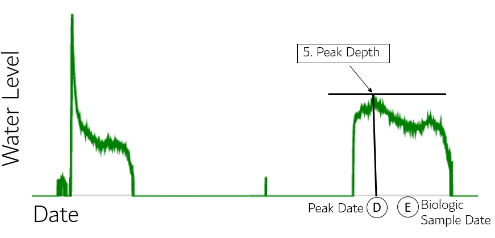 Water Level
5. Peak Depth
Peak Date D E Biologic
Sample Date
Date